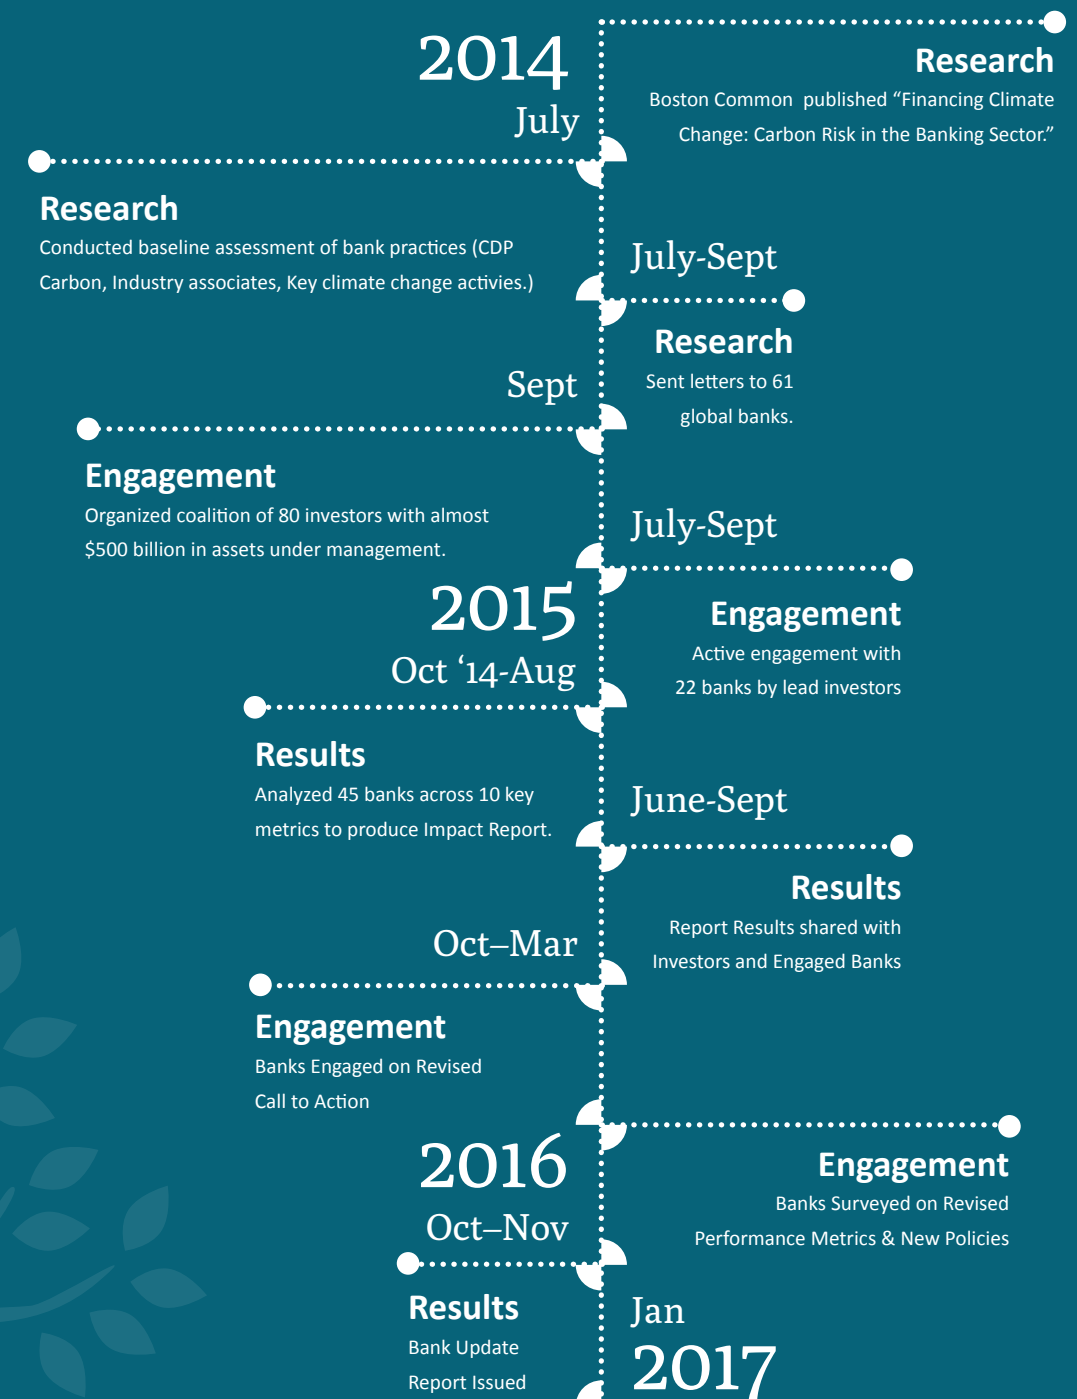 2014
July
Research
Boston Common published “Financing Climate
Change: Carbon Risk in the Banking Sector.”
Research
Conducted baseline assessment of bank practices (CDP
Carbon, Industry associates, Key climate change activies.)
July-Sept
Research
Sent letters to 61
global banks.
Sept
Engagement
Organized coalition of 80 investors with almost
$500 billion in assets under management.
July-Sept
Engagement
Active engagement with
22 banks by lead investors
2015
Oct ‘14-Aug
Results
Analyzed 45 banks across 10 key
metrics to produce Impact Report.
June-Sept
Results
Report Results shared with
Investors and Engaged Banks
Oct–Mar
Engagement
Banks Engaged on Revised
Call to Action
Engagement
Banks Surveyed on Revised
Performance Metrics & New Policies
2016
Oct–Nov
Results
Bank Update
Report Issued
Jan
2017